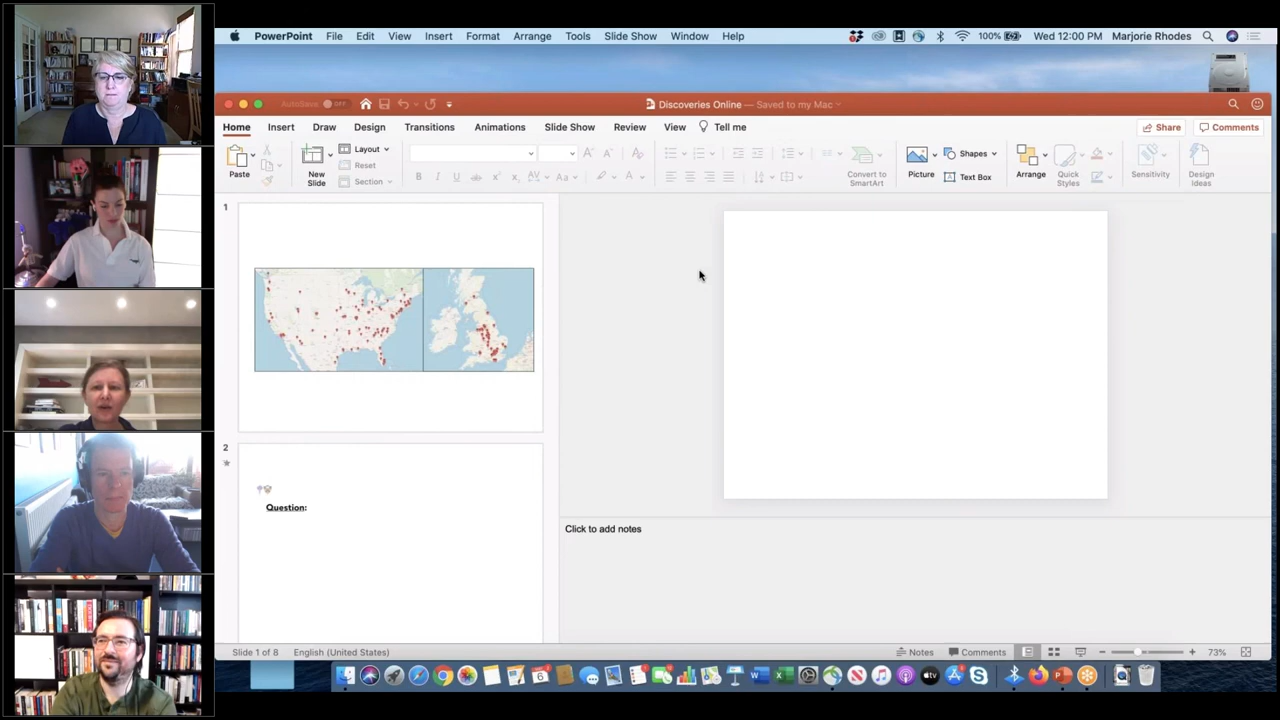 PowerPoint File Edit View Insert Format Arrange Tools Slide Show Window Help 100% Wed 12:00 PM Marjorie Rhodes
AutoSave OFF Discoveries Online — Saved to my Mac
Home Insert Draw Design Transitions Animations Slide Show Review View Tell me Share Comments
Paste New Slide Layout Reset Section Convert to SmartArt Picture Shapes Text Box Arrange Quick Styles Sensitivity Design Ideas
1
2
Question:
Click to add notes
Slide 1 of 8 English (United States) Notes Comments 73%